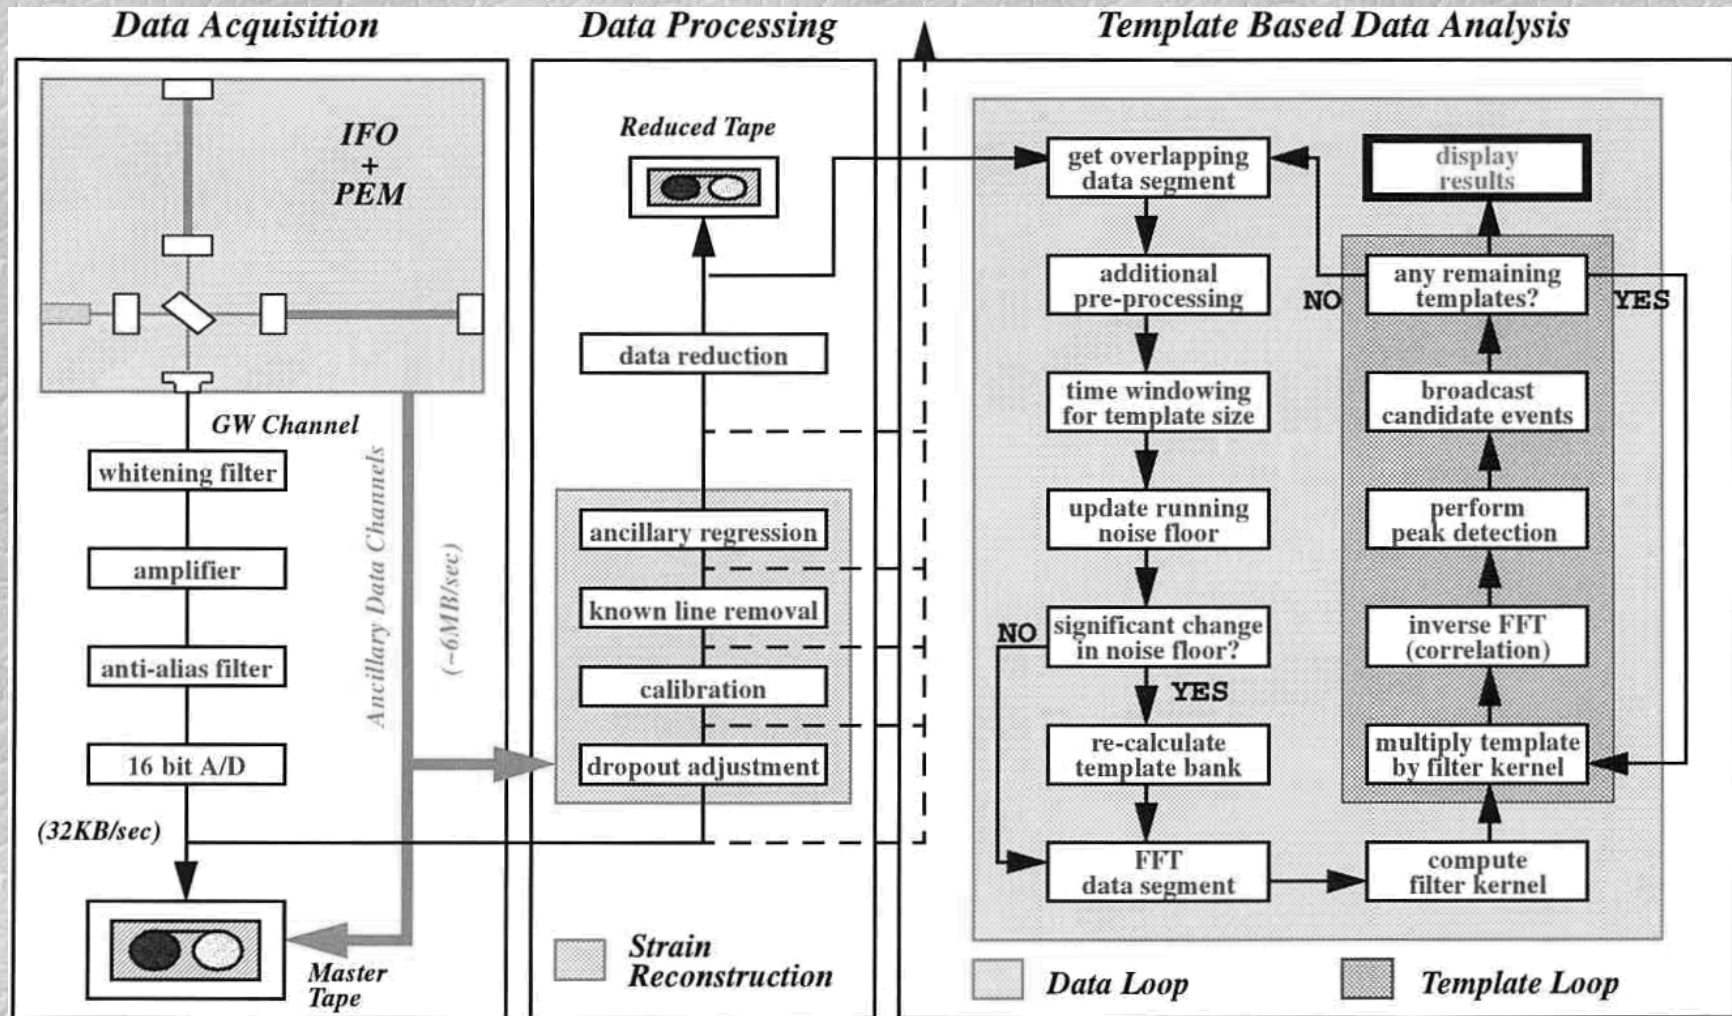 Data Acquisition
Data Processing
Template Based Data Analysis
IFO
+
PEM
GW Channel
whitening filter
amplifier
anti-alias filter
16 bit A/D
(32KB/sec)
Ancillary Data Channels
(~6MB/sec)
Master
Tape
Reduced Tape
data reduction
ancillary regression
known line removal
calibration
dropout adjustment
Strain
Reconstruction
get overlapping
data segment
additional
pre-processing
time windowing
for template size
update running
noise floor
NO
significant change
in noise floor?
YES
re-calculate
template bank
FFT
data segment
display
results
any remaining
templates?
NO
YES
broadcast
candidate events
perform
peak detection
inverse FFT
(correlation)
multiply template
by filter kernel
compute
filter kernel
Data Loop
Template Loop